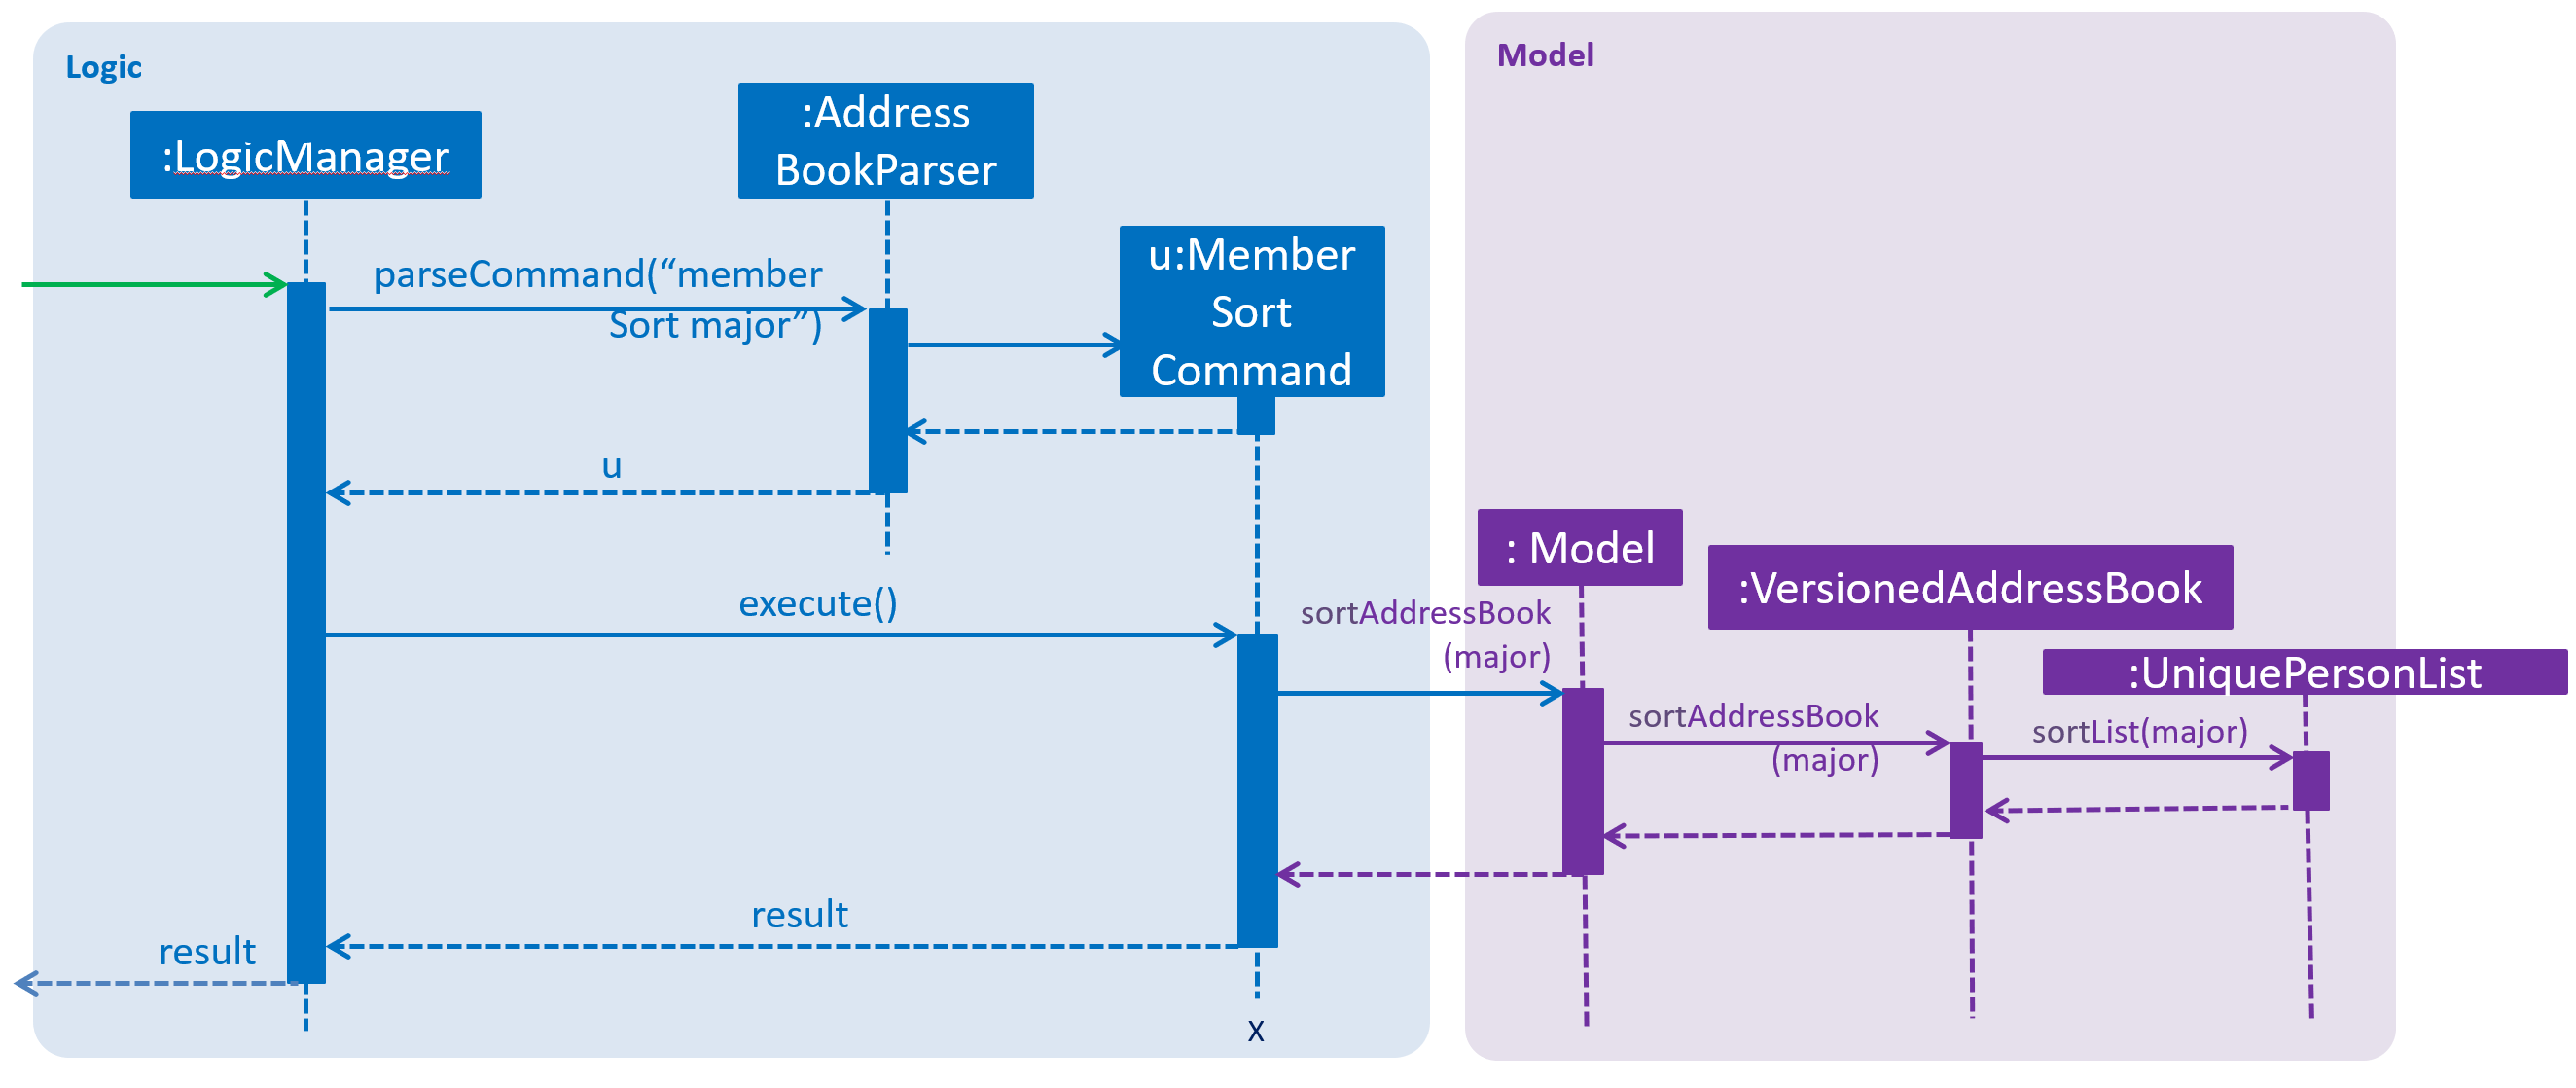 Logic
Model
:LogicManager
:Address
BookParser
u:Member
Sort
Command
parseCommand(“member
Sort major”)
u
: Model
:VersionedAddressBook
:UniquePersonList
execute()
sortAddressBook
(major)
sortAddressBook
(major)
sortList(major)
result
result
x